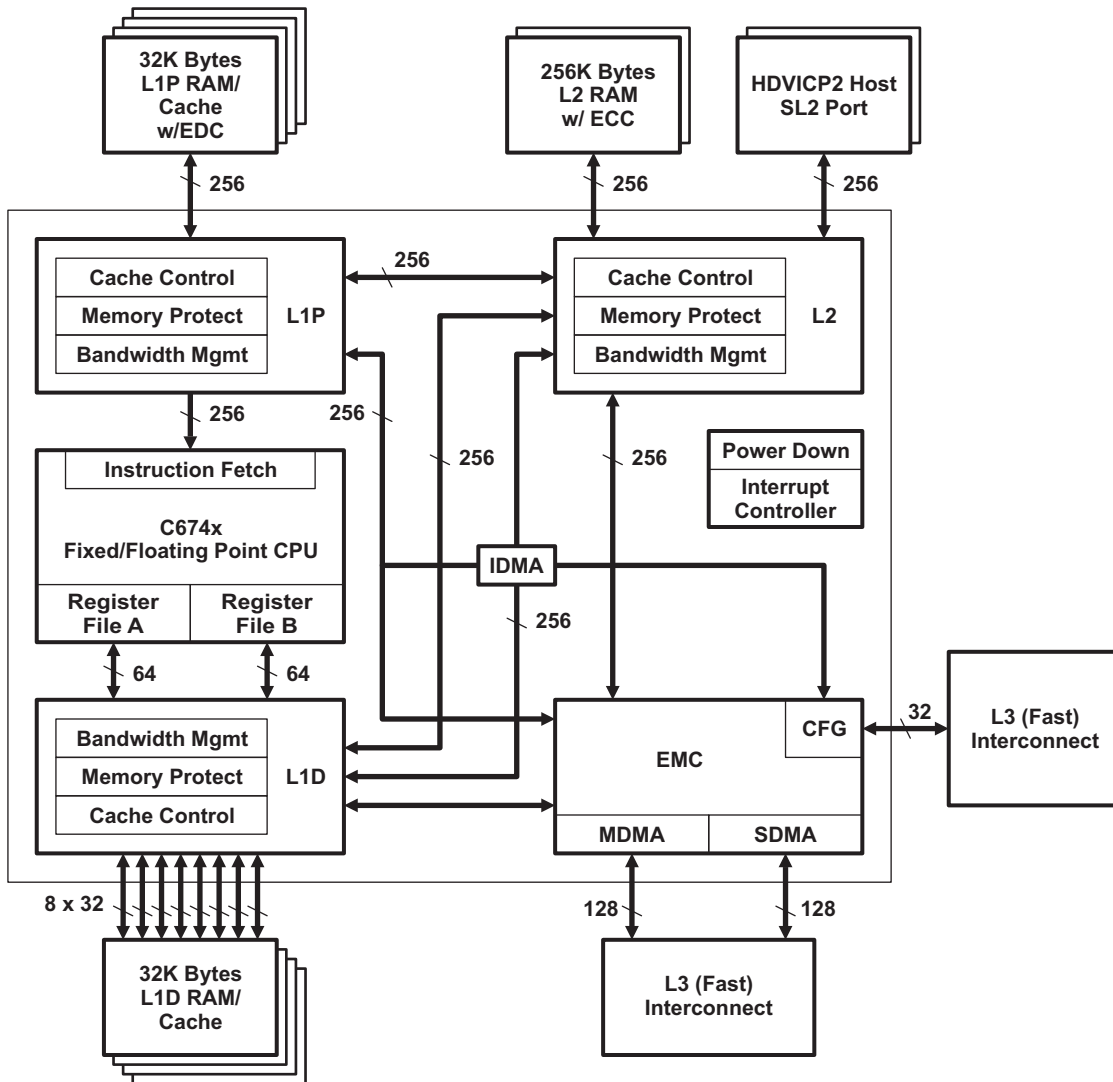 32K Bytes
L1P RAM/
Cache
w/EDC
256K Bytes
L2 RAM
w/ ECC
HDVICP2 Host
SL2 Port
256
256
256
Cache Control
Memory Protect
Bandwidth Mgmt
L1P
256
Cache Control
Memory Protect
Bandwidth Mgmt
L2
256
256
256
256
Instruction Fetch
C674x
Fixed/Floating Point CPU
Register
File A
Register
File B
Power Down
Interrupt
Controller
IDMA
256
64
64
Bandwidth Mgmt
Memory Protect
Cache Control
L1D
EMC
CFG
32
L3 (Fast)
Interconnect
MDMA
SDMA
8 x 32
128
128
32K Bytes
L1D RAM/
Cache
L3 (Fast)
Interconnect